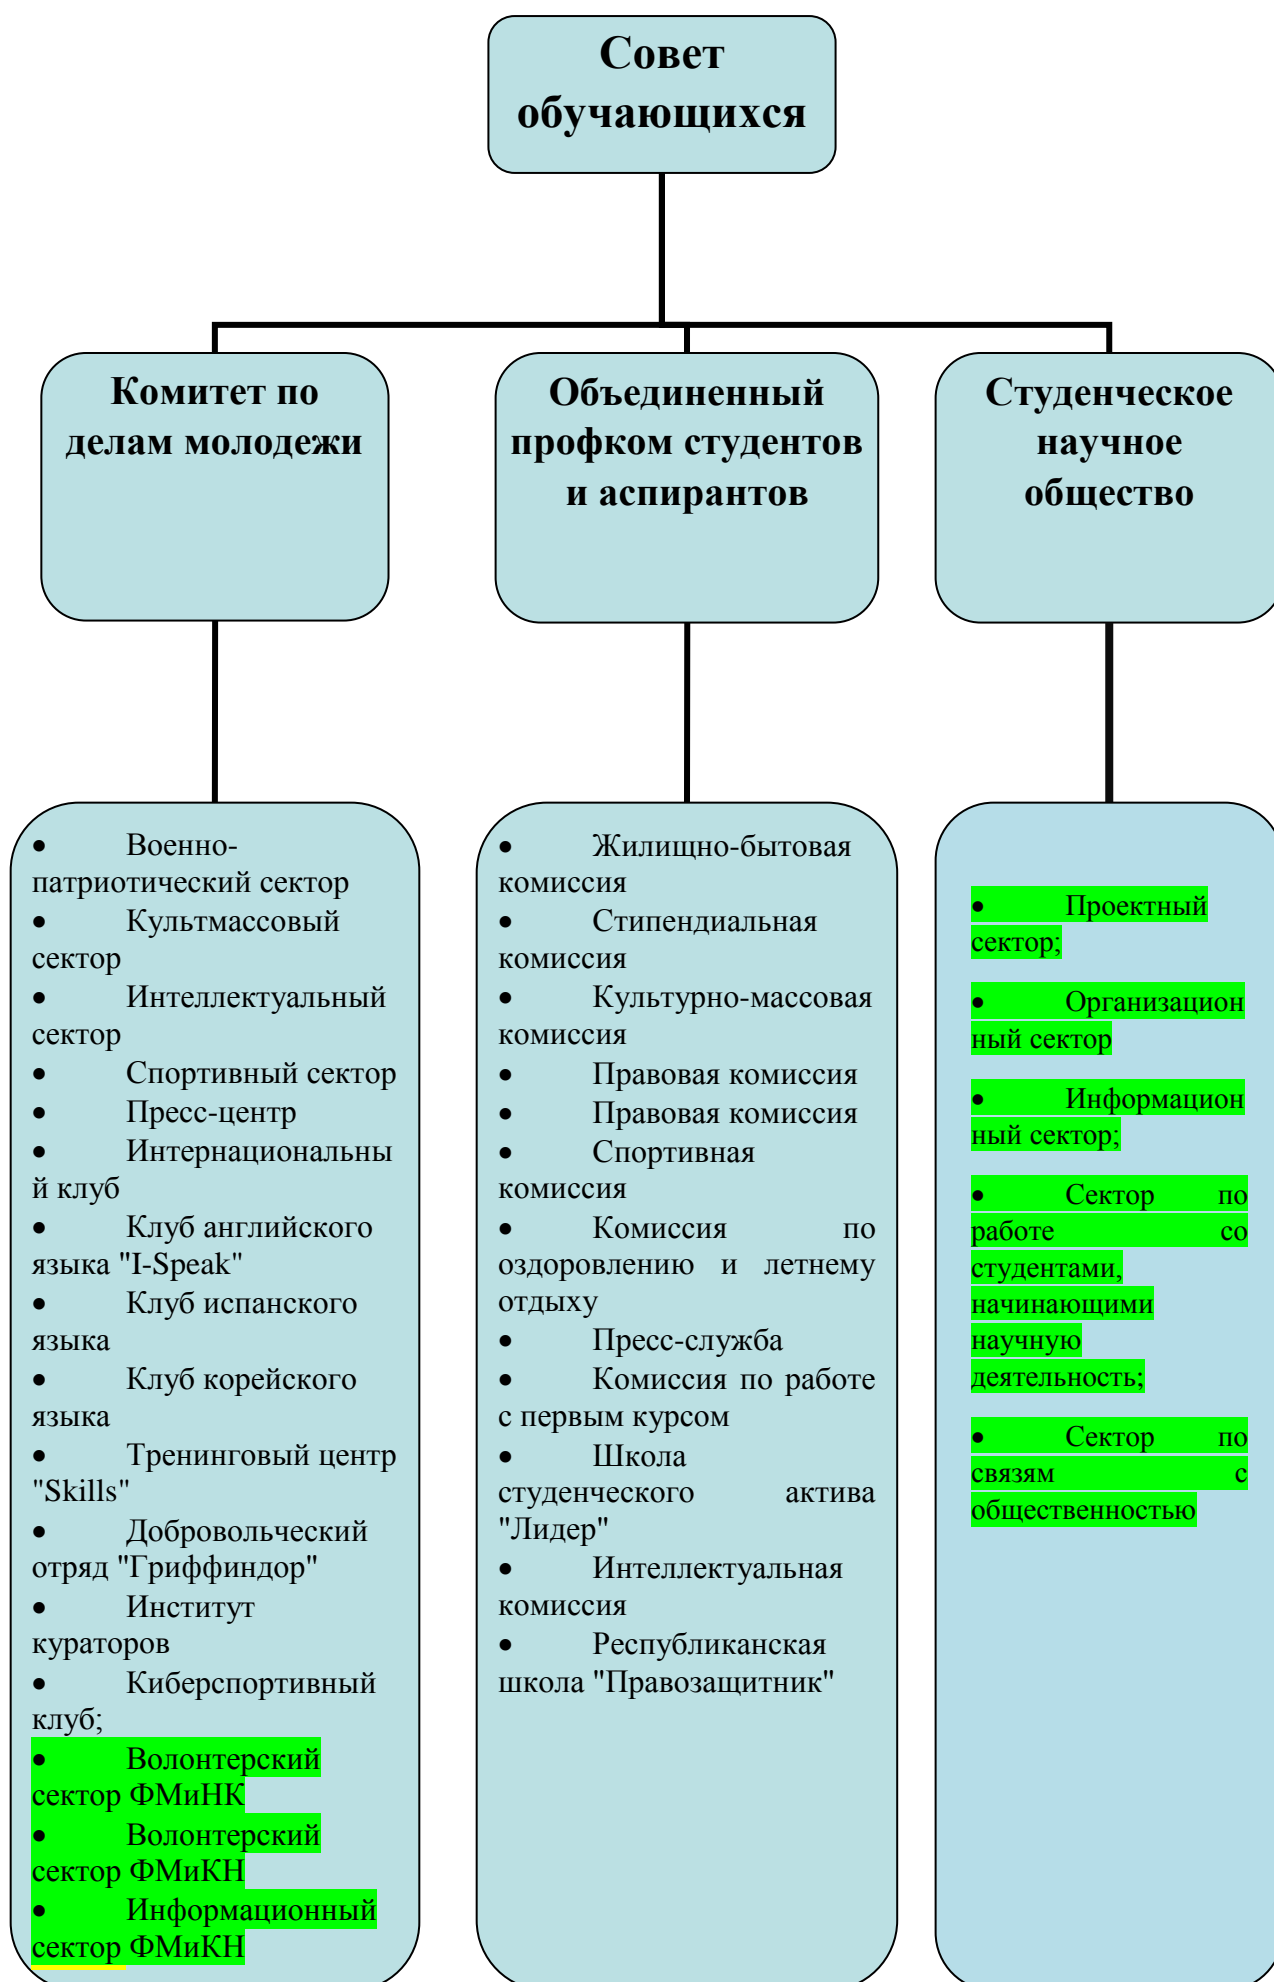 Совет
обучающихся
Комитет по
делам молодежи
Объединенный
профком студентов
и аспирантов
Студенческое
научное
общество
• Военно-
патриотический сектор
• Культмассовый
сектор
• Интеллектуальный
сектор
• Спортивный сектор
• Пресс-центр
• Интернациональны
й клуб
• Клуб английского
языка "I-Speak"
• Клуб испанского
языка
• Клуб корейского
языка
• Тренинговый центр
"Skills"
• Добровольческий
отряд "Гриффиндор"
• Институт
кураторов
• Киберспортивный
клуб;
• Волонтерский
сектор ФМиНК
• Волонтерский
сектор ФМиКН
• Информационный
сектор ФМиКН
• Жилищно-бытовая
комиссия
• Стипендиальная
комиссия
• Культурно-массовая
комиссия
• Правовая комиссия
• Правовая комиссия
• Спортивная
комиссия
• Комиссия по
оздоровлению и летнему
отдыху
• Пресс-служба
• Комиссия по работе
с первым курсом
• Школа
студенческого актива
"Лидер"
• Интеллектуальная
комиссия
• Республиканская
школа "Правозащитник"
• Проектный
сектор;
• Организацион
ный сектор
• Информацион
ный сектор;
• Сектор по
работе со
студентами,
начинающими
научную
деятельность;
• Сектор по
связям с
общественностью